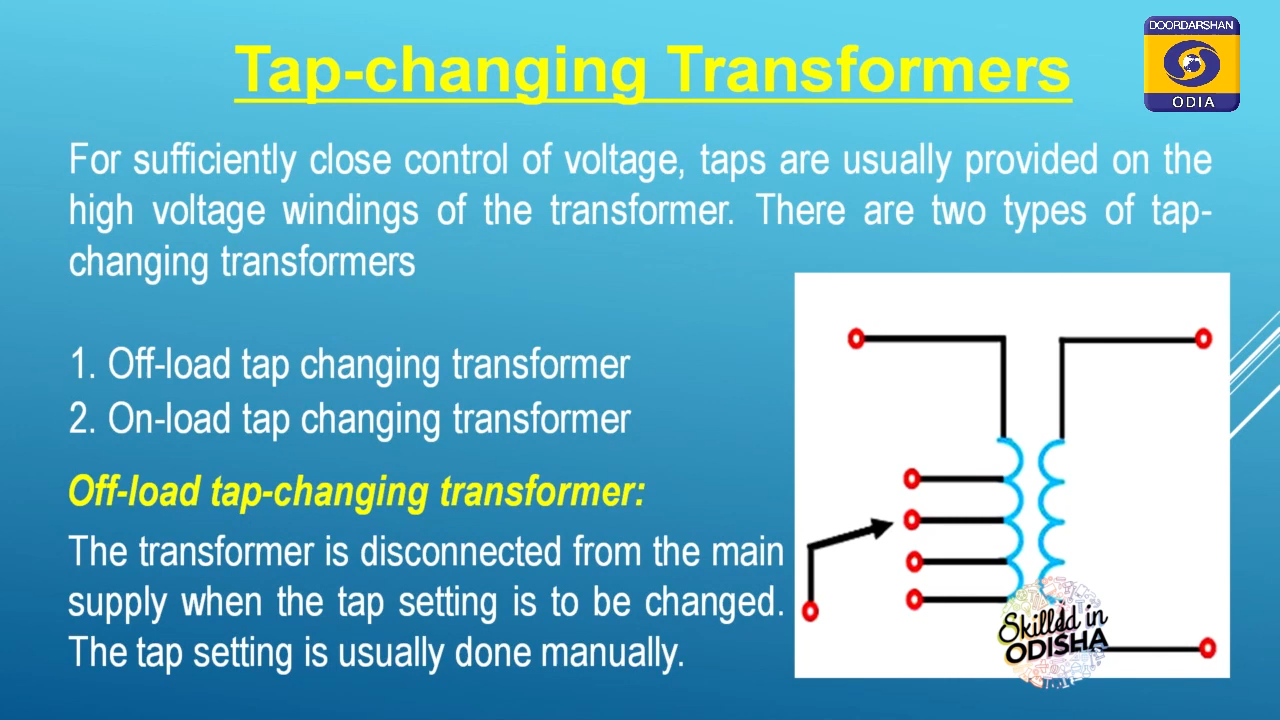 Tap-changing Transformers
DOORDARSHAN
ODIA
For sufficiently close control of voltage, taps are usually provided on the
high voltage windings of the transformer. There are two types of tap-
changing transformers
1. Off-load tap changing transformer
2. On-load tap changing transformer
Off-load tap-changing transformer:
The transformer is disconnected from the main
supply when the tap setting is to be changed.
The tap setting is usually done manually.
Skilled in
ODISHA